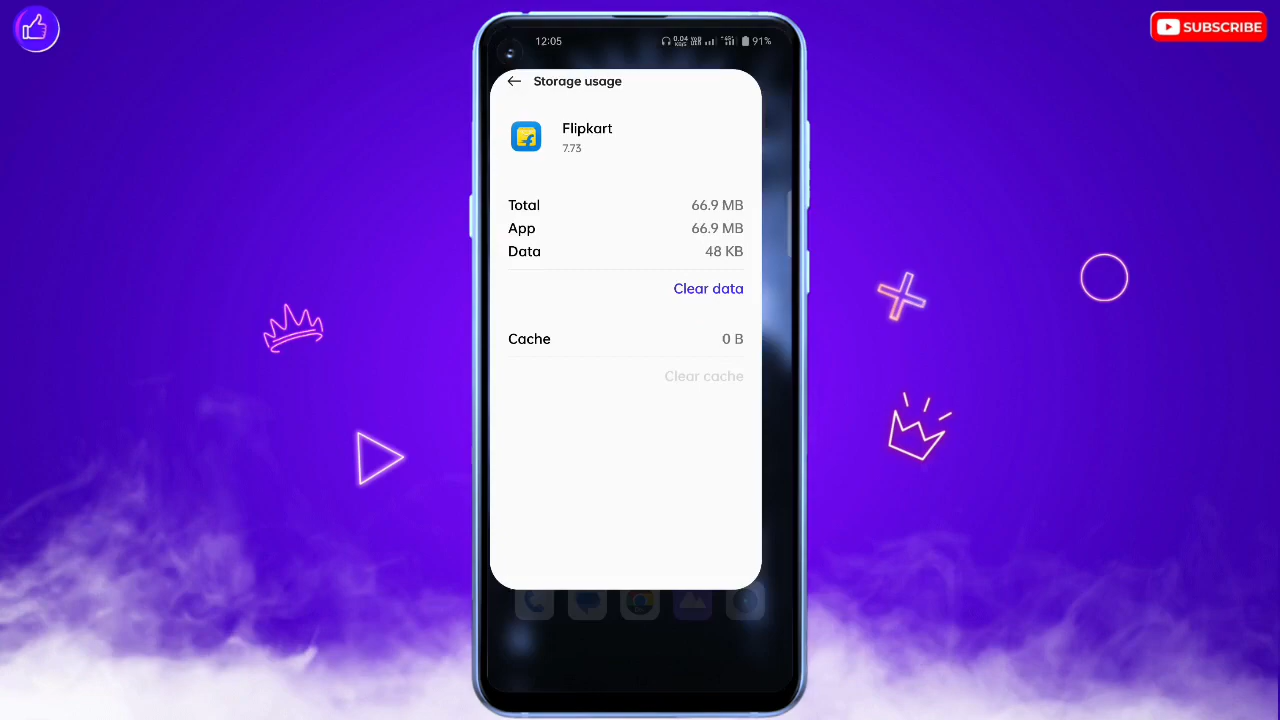 SUBSCRIBE
12:05
91%
Storage usage
Flipkart
7.73
Total 66.9 MB
App 66.9 MB
Data 48 KB
Clear data
Cache 0 B
Clear cache